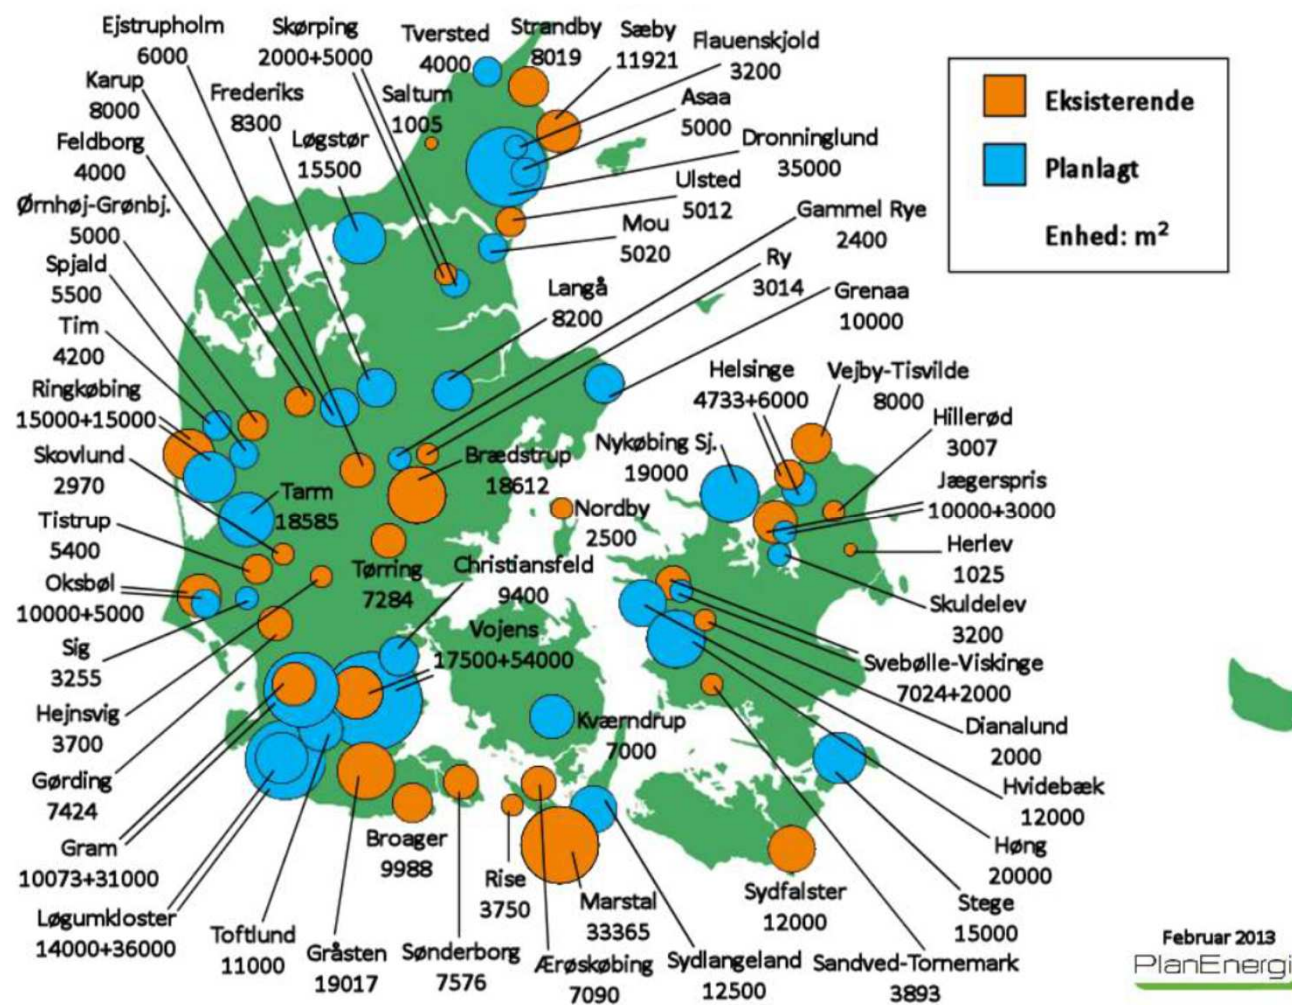 Ejstrupholm
6000
Skørping
2000+5000
Tversted
4000
Strandby
8019
Sæby
11921
Flauenskjold
3200
Karup
8000
Frederiks
8300
Saltum
1005
Asaa
5000
Feldborg
4000
Løgstør
15500
Dronninglund
35000
Ørnhøj-Grønbj.
5000
Ulsted
5012
Spjald
5500
Mou
5020
Gammel Rye
2400
Tim
4200
Langå
8200
Ry
3014
Grenaa
10000
Ringkøbing
15000+15000
Helsinge
4733+6000
Vejby-Tisvilde
8000
Skovlund
2970
Nykøbing Sj.
19000
Hillerød
3007
Brædstrup
18612
Tarm
18585
Jægerspris
10000+3000
Nordby
2500
Tistrup
5400
Herlev
1025
Tørring
7284
Christiansfeld
9400
Oksbøl
10000+5000
Skuldelev
3200
Vojens
17500+54000
Sig
3255
Svebølle-Viskinge
7024+2000
Hejnsvig
3700
Kværndrup
7000
Dianalund
2000
Gørding
7424
Hvidebæk
12000
Gram
10073+31000
Broager
9988
Høng
20000
Rise
3750
Marstal
33365
Sydfalster
12000
Stege
15000
Løgumkloster
14000+36000
Toftlund
11000
Gråsten
19017
Sønderborg
7576
Ærøskøbing
7090
Sydlangeland
12500
Sandved-Tornemark
3893
Eksisterende
Planlagt
Enhed: m²
Februar 2013
PlanEnergi